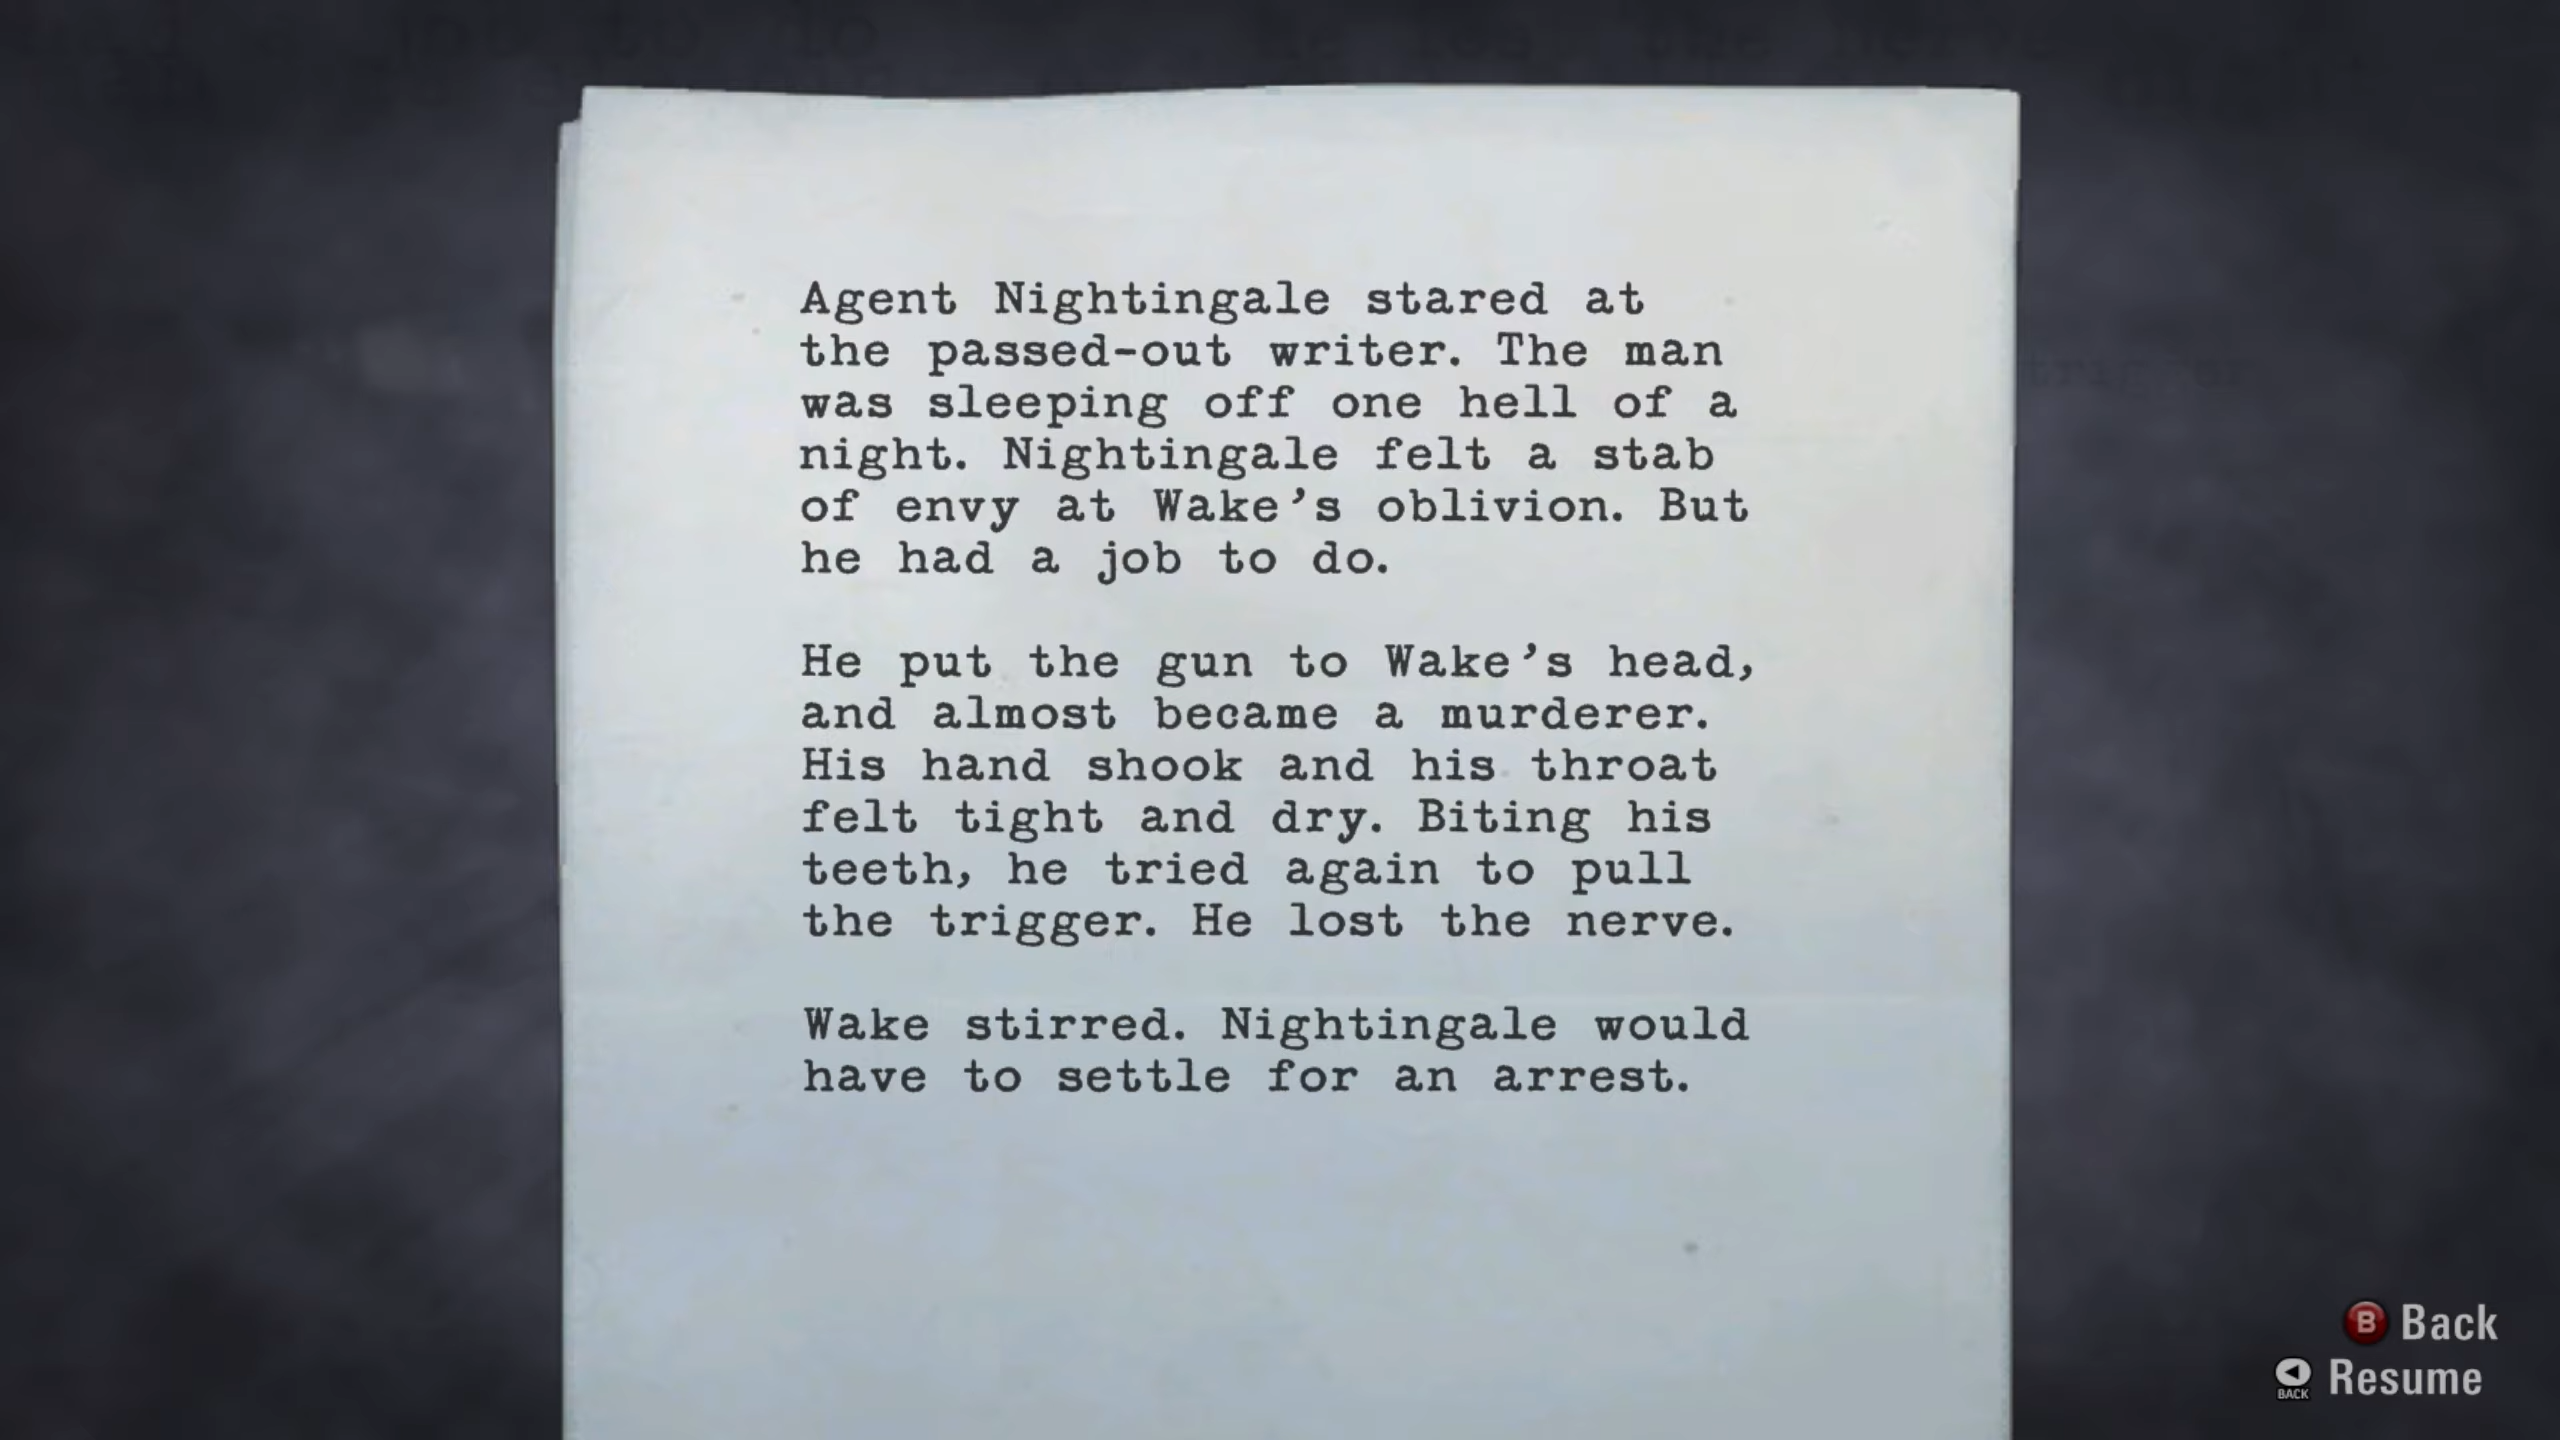 Agent Nightingale stared at
the passed-out writer. The man
was sleeping off one hell of a
night. Nightingale felt a stab
of envy at Wake’s oblivion. But
he had a job to do.
He put the gun to Wake’s head,
and almost became a murderer.
His hand shook and his throat
felt tight and dry. Biting his
teeth, he tried again to pull
the trigger. He lost the nerve.
Wake stirred. Nightingale would
have to settle for an arrest.
B Back
BACK Resume